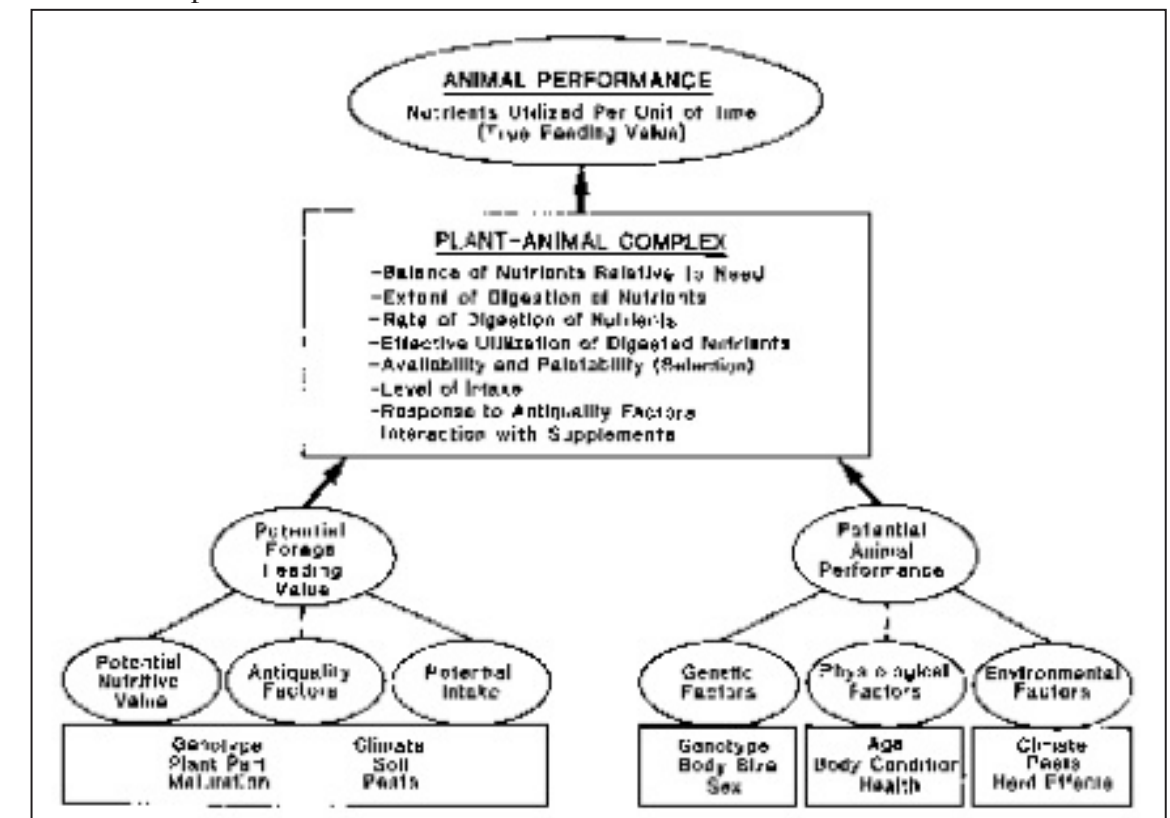 ANIMAL PERFORMANCE
Nutrients Utilized Per Unit of Time
(True Feeding Value)
PLANT-ANIMAL COMPLEX
-Balance of Nutrients Relative To Need
-Extent of Digestion of Nutrients
-Rate of Digestion of Nutrients
-Effective Utilization of Digested Nutrients
-Availability and Palatability (Selection)
-Level of Intake
-Response to Antiquality Factors
Interaction with Supplements
Potential
Forage
Feeding
Value
Potential
Animal
Performance
Potential
Nutritive
Value
Antiquality
Factors
Potential
Intake
Genetic
Factors
Physiological
Factors
Environmental
Factors
Genotype Climate
Plant Part Soil
Maturation Pests
Genotype
Body Size
Sex
Age
Body Condition
Health
Climate
Pests
Herd Effects